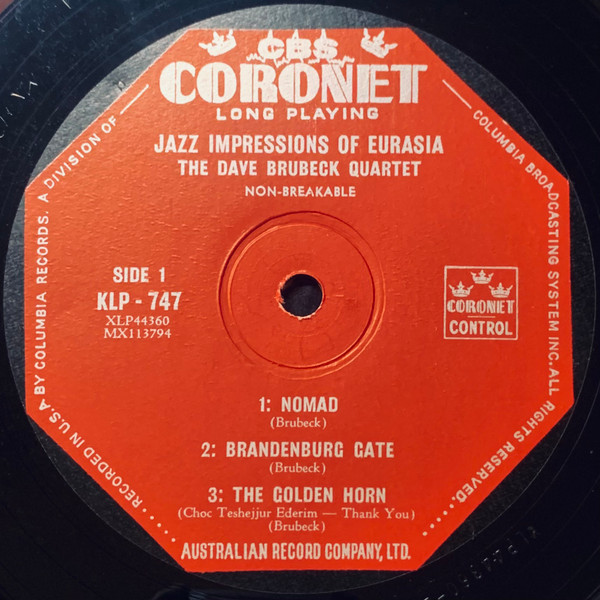 CBS
CORONET
LONG PLAYING
JAZZ IMPRESSIONS OF EURASIA
THE DAVE BRUBECK QUARTET
NON-BREAKABLE
SIDE 1
KLP - 747
XLP44360
MX113794
CORONET
CONTROL
1: NOMAD
(Brubeck)
2: BRANDENBURG GATE
(Brubeck)
3: THE GOLDEN HORN
(Choc Teshejjur Ederim — Thank You)
(Brubeck)
AUSTRALIAN RECORD COMPANY, LTD.
.....RECORDED IN U.S.A BY COLUMBIA RECORDS. A DIVISION OF —
— COLUMBIA BROADCASTING SYSTEM INC. ALL RIGHTS RESERVED.....